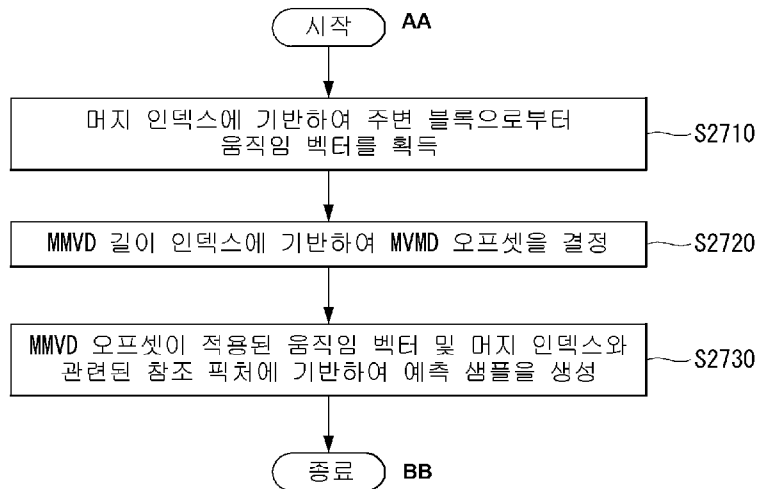 시작
AA
머지 인덱스에 기반하여 주변 블록으로부터
움직임 벡터를 획득
S2710
MMVD 길이 인덱스에 기반하여 MVMD 오프셋을 결정
S2720
MMVD 오프셋이 적용된 움직임 벡터 및 머지 인덱스와
관련된 참조 픽처에 기반하여 예측 샘플을 생성
S2730
종료
BB